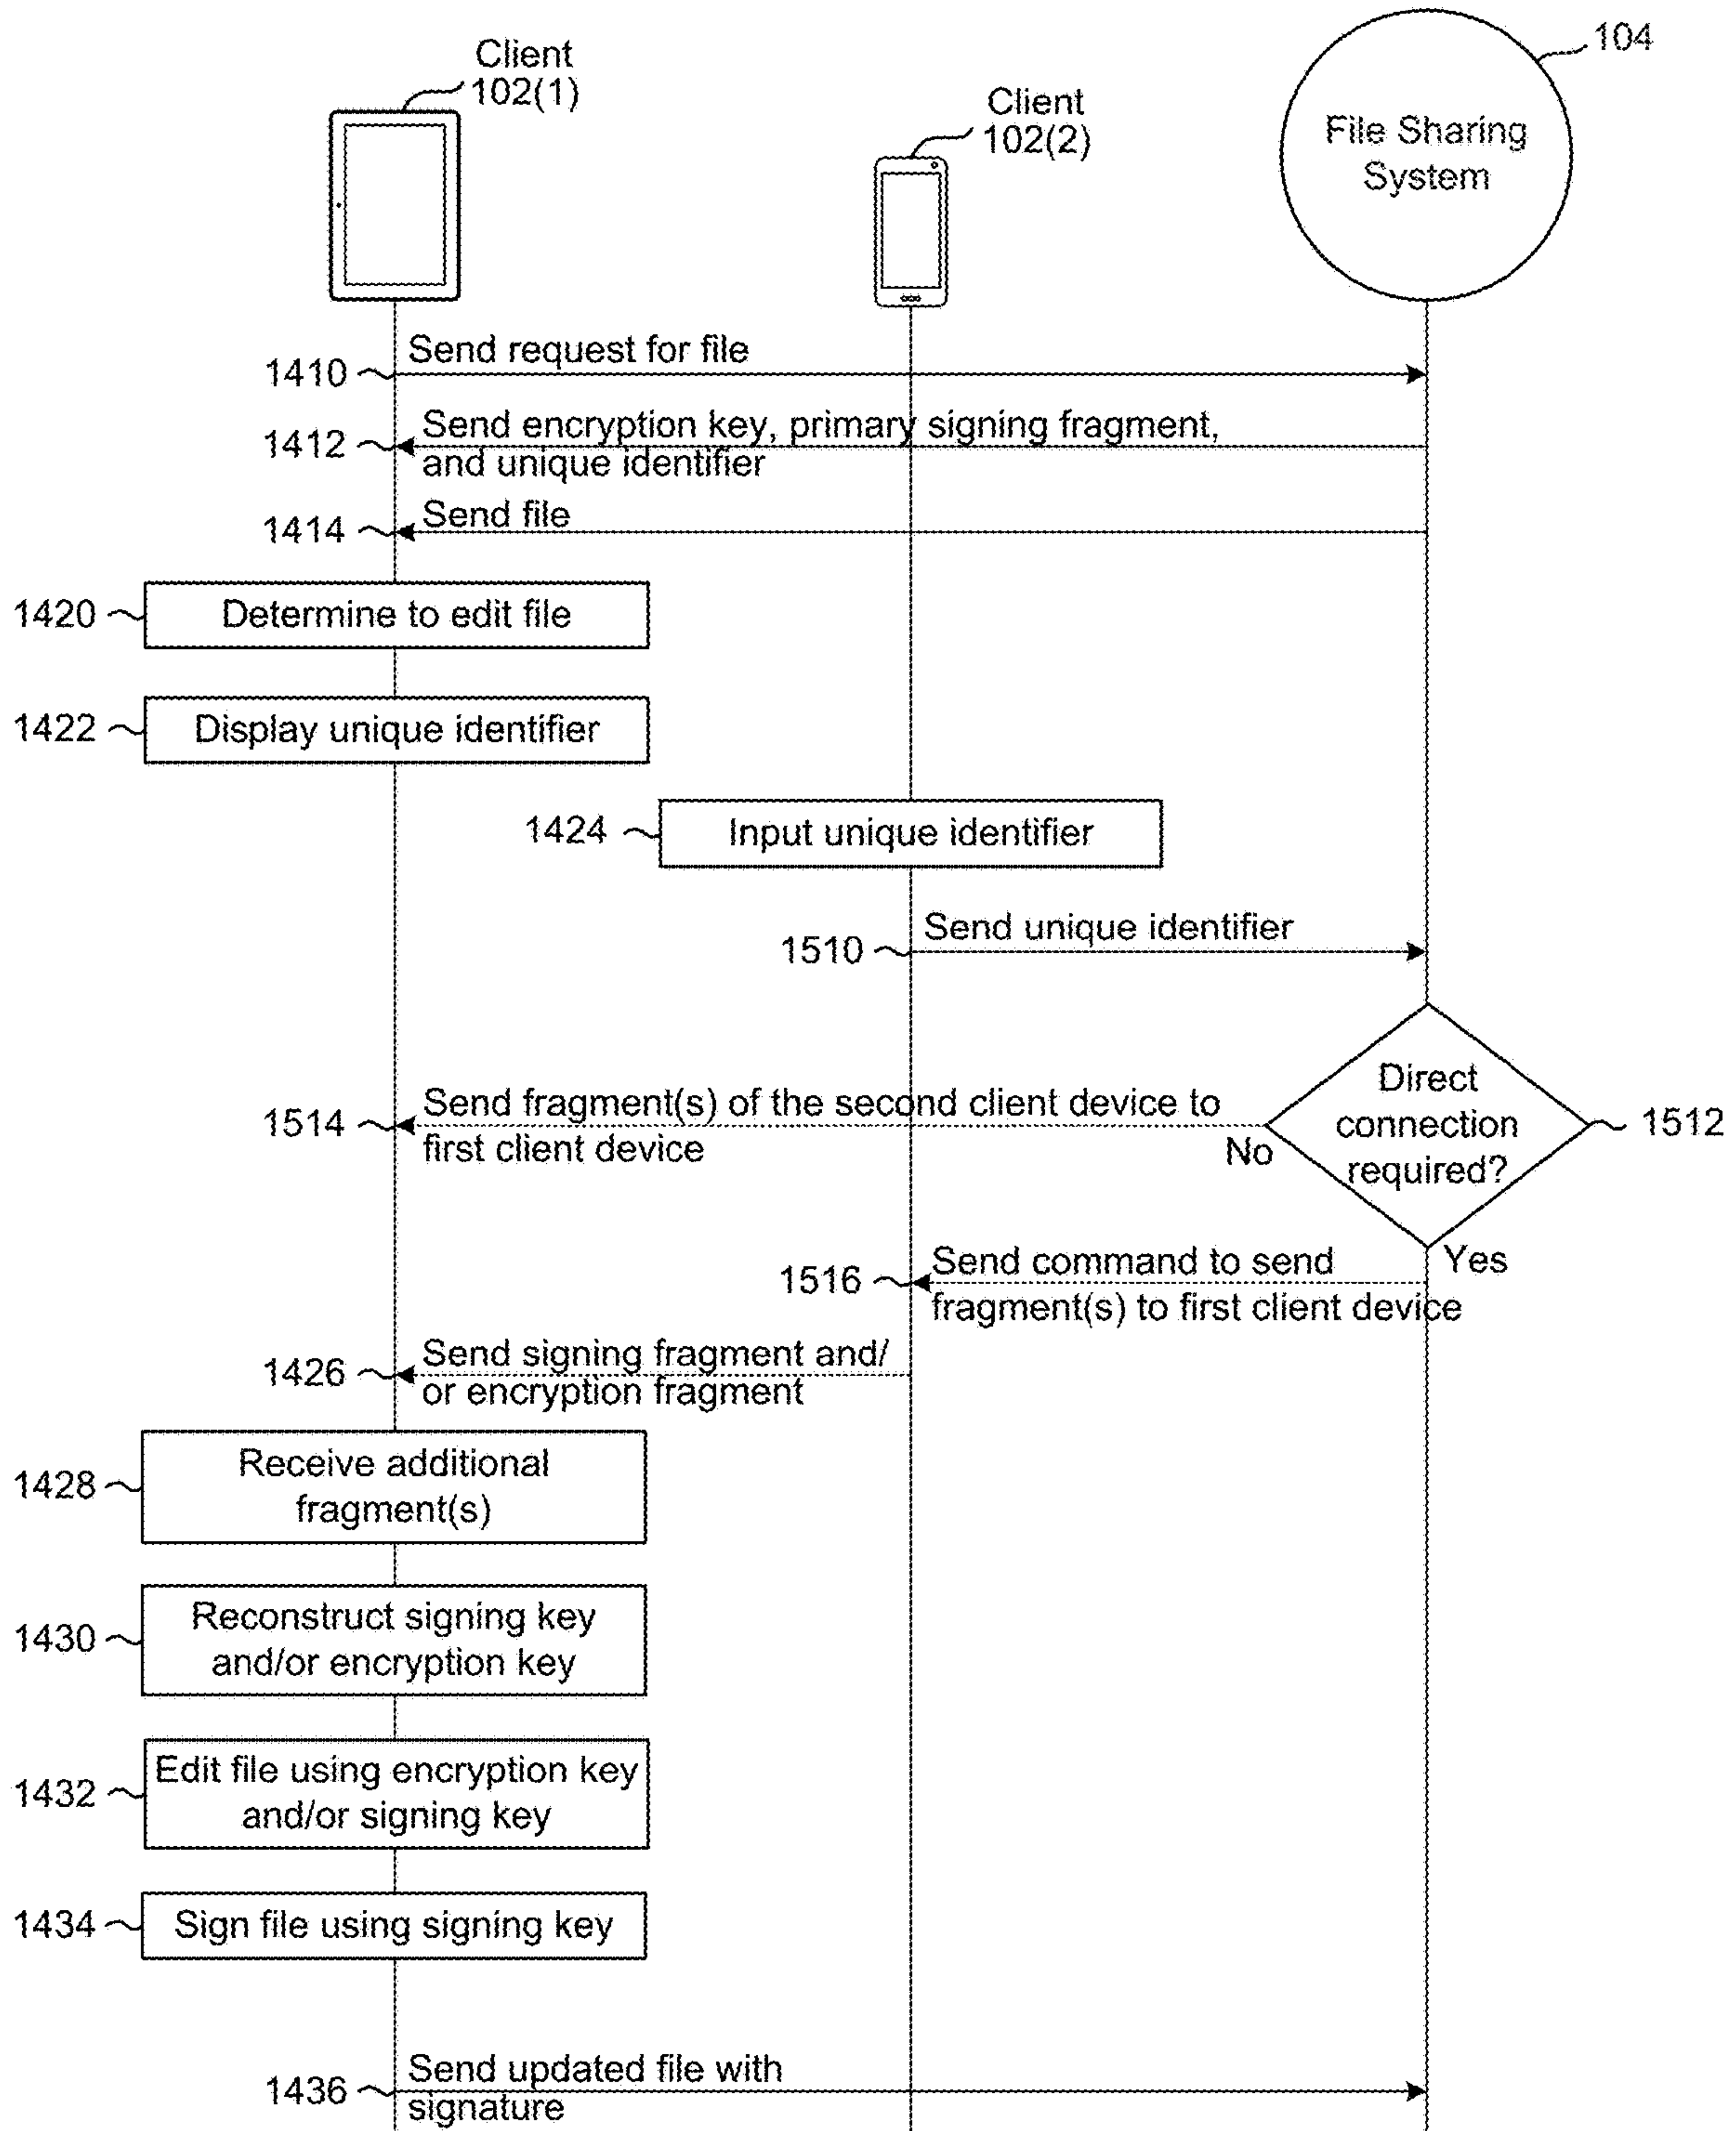 Client
102(1)
Client
102(2)
104
File Sharing
System
Send request for file
1410
Send encryption key, primary signing fragment,
1412
and unique identifier
Send file
1414
1420
Determine to edit file
1422
Display unique identifier
1424
Input unique identifier
Send unique identifier
1510
Direct
connection
required?
1512
Send fragment(s) of the second client device to
1514
first client device
No
Yes
Send command to send
1516
fragment(s) to first client device
Send signing fragment and/
1426
or encryption fragment
1428
Receive additional
fragment(s)
1430
Reconstruct signing key
and/or encryption key
1432
Edit file using encryption key
and/or signing key
1434
Sign file using signing key
Send updated file with
1436
signature